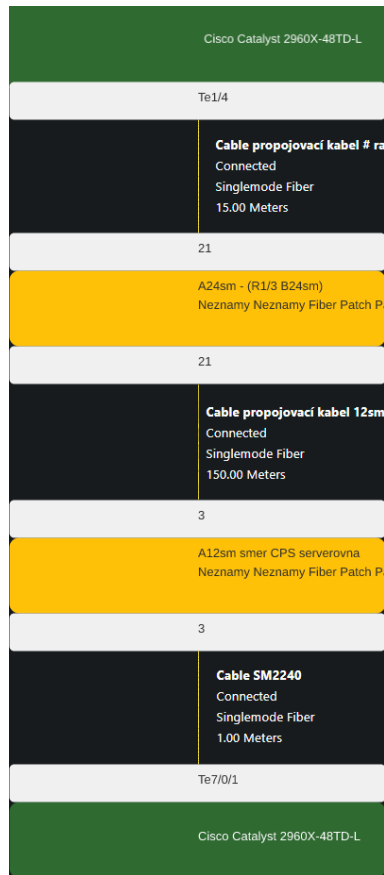 Cisco Catalyst 2960X-48TD-L
Te1/4
Cable propojovací kabel # ra
Connected
Singlemode Fiber
15.00 Meters
21
A24sm - (R1/3 B24sm)
Neznamy Neznamy Fiber Patch Pa
21
Cable propojovací kabel 12sm
Connected
Singlemode Fiber
150.00 Meters
3
A12sm smer CPS serverovna
Neznamy Neznamy Fiber Patch Pa
3
Cable SM2240
Connected
Singlemode Fiber
1.00 Meters
Te7/0/1
Cisco Catalyst 2960X-48TD-L